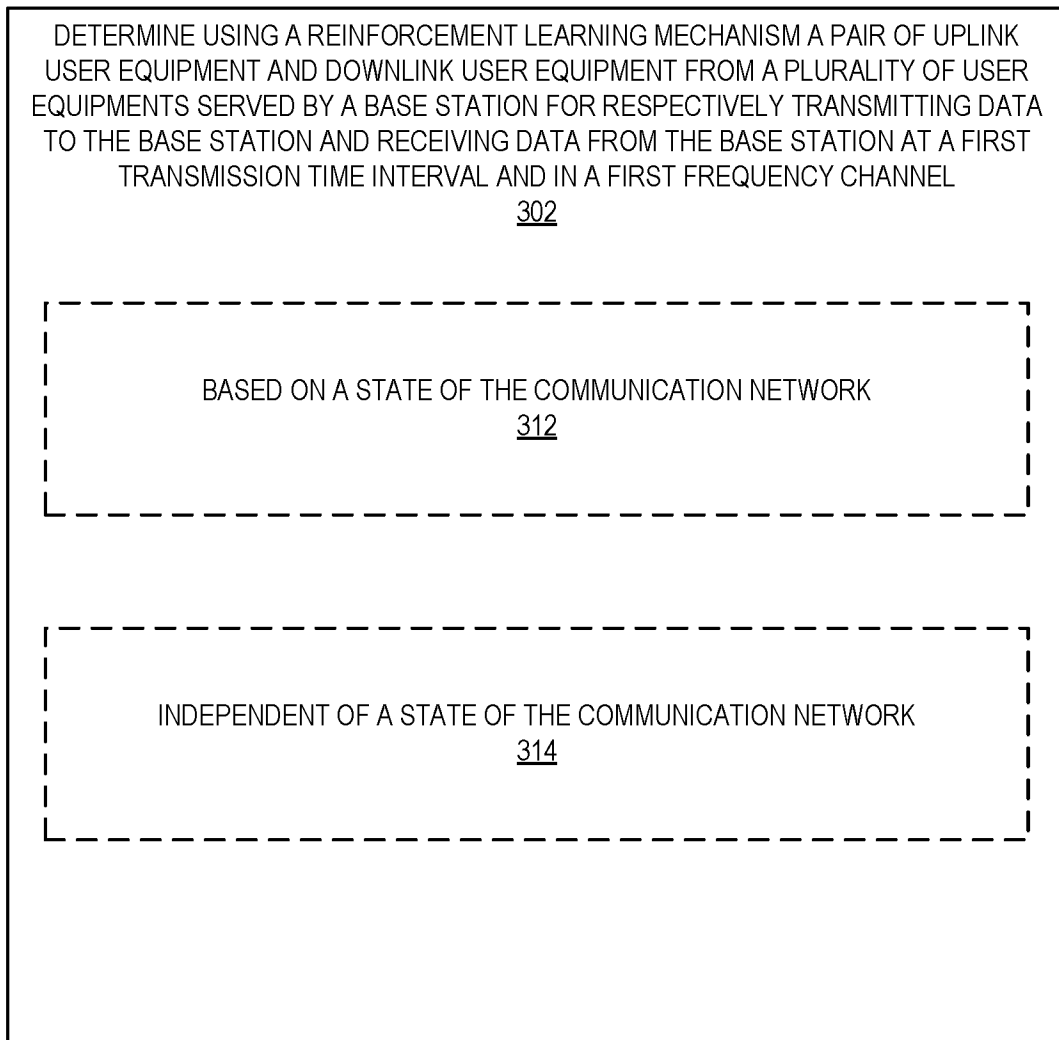 DETERMINE USING A REINFORCEMENT LEARNING MECHANISM A PAIR OF UPLINK
USER EQUIPMENT AND DOWNLINK USER EQUIPMENT FROM A PLURALITY OF USER
EQUIPMENTS SERVED BY A BASE STATION FOR RESPECTIVELY TRANSMITTING DATA
TO THE BASE STATION AND RECEIVING DATA FROM THE BASE STATION AT A FIRST
TRANSMISSION TIME INTERVAL AND IN A FIRST FREQUENCY CHANNEL
302
BASED ON A STATE OF THE COMMUNICATION NETWORK
312
INDEPENDENT OF A STATE OF THE COMMUNICATION NETWORK
314